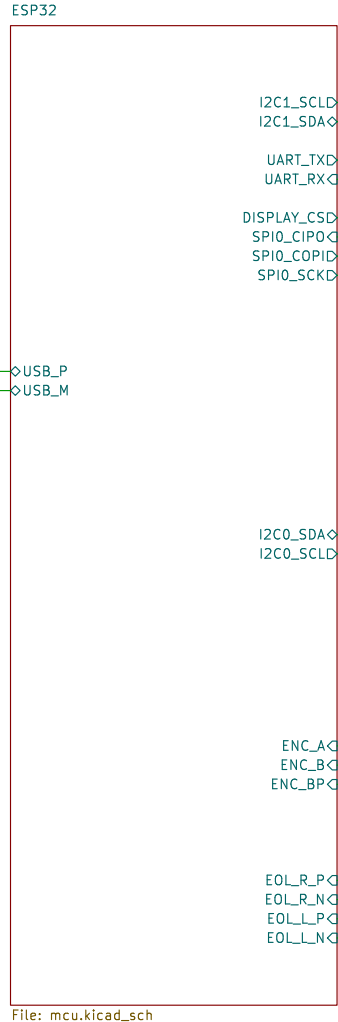 ESP32
I2C1_SCL
I2C1_SDA
UART_TX
UART_RX
DISPLAY_CS
SPI0_CIPO
SPI0_COPI
SPI0_SCK
USB_P
USB_M
I2C0_SDA
I2C0_SCL
ENC_A
ENC_B
ENC_BP
EOL_R_P
EOL_R_N
EOL_L_P
EOL_L_N
File: mcu.kicad_sch